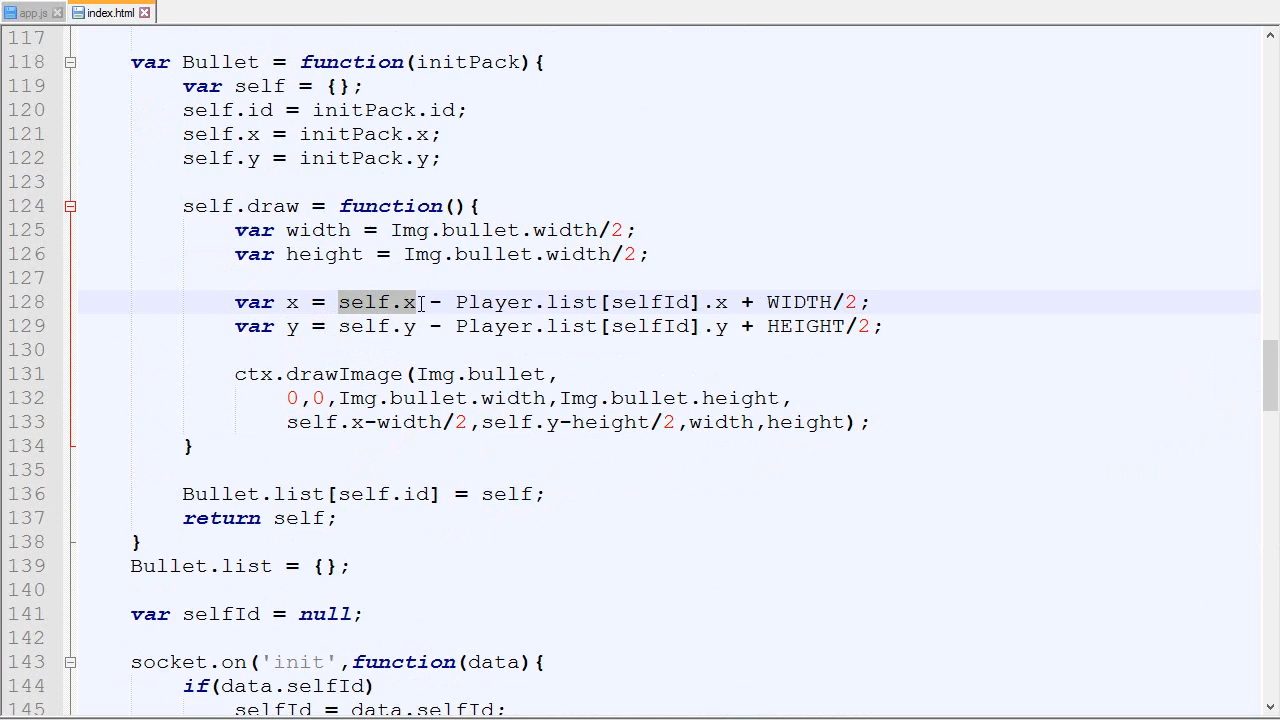 app.js index.html
117
118 var Bullet = function(initPack){
119 var self = {};
120 self.id = initPack.id;
121 self.x = initPack.x;
122 self.y = initPack.y;
123
124 self.draw = function(){
125 var width = Img.bullet.width/2;
126 var height = Img.bullet.width/2;
127
128 var x = self.x - Player.list[selfId].x + WIDTH/2;
129 var y = self.y - Player.list[selfId].y + HEIGHT/2;
130
131 ctx.drawImage(Img.bullet,
132 0,0,Img.bullet.width,Img.bullet.height,
133 self.x-width/2,self.y-height/2,width,height);
134 }
135
136 Bullet.list[self.id] = self;
137 return self;
138 }
139 Bullet.list = {};
140
141 var selfId = null;
142
143 socket.on('init',function(data){
144 if(data.selfId)
145 selfId = data.selfId;